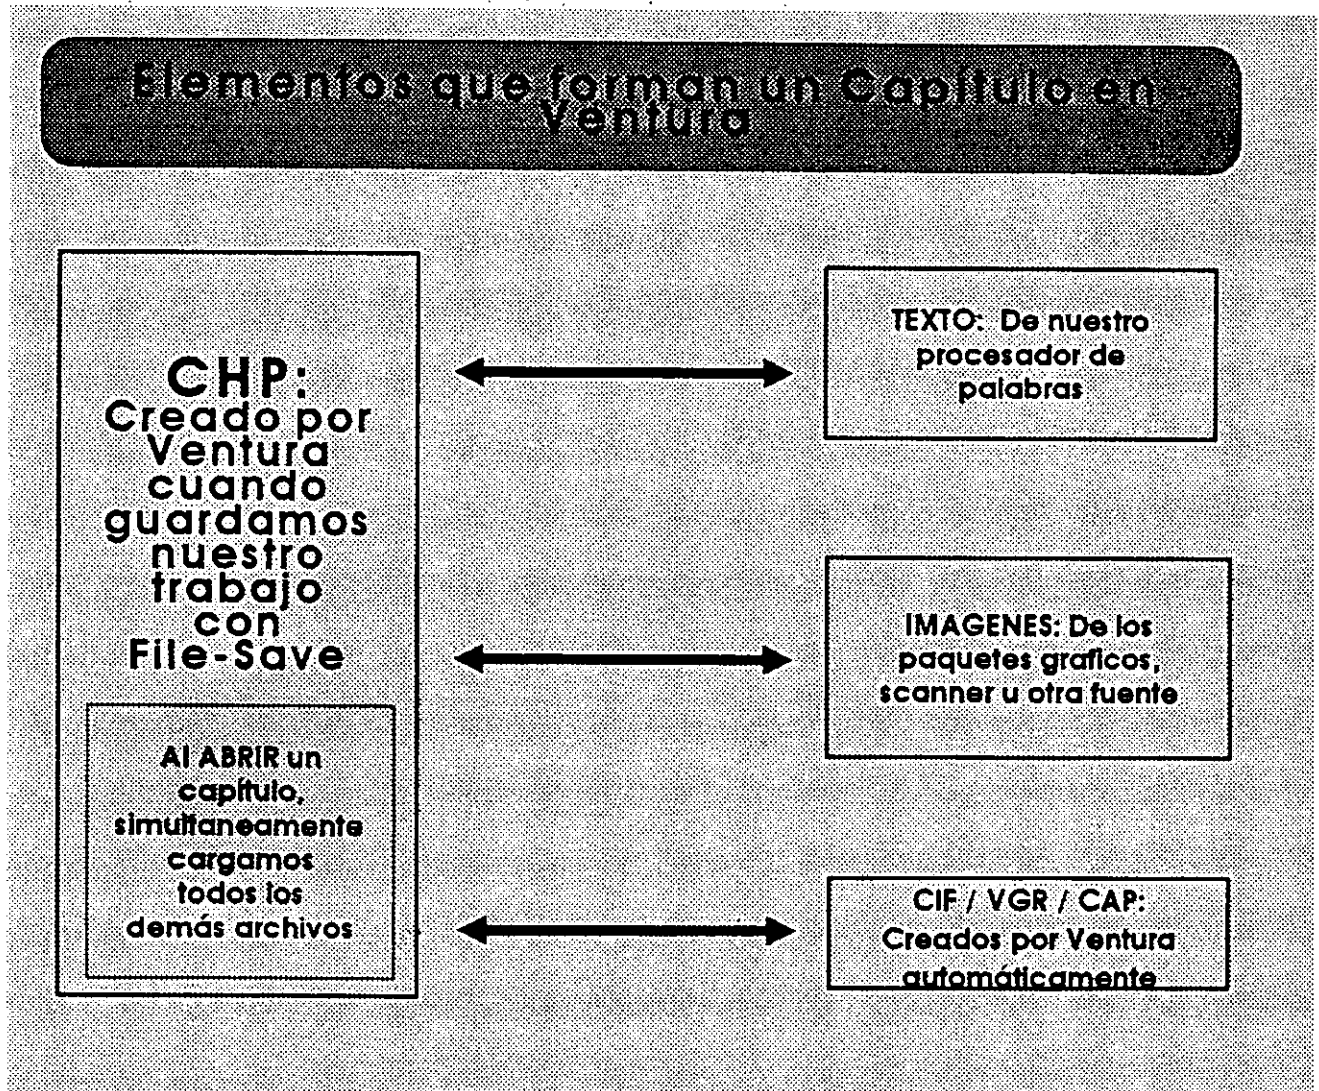 Elementos que forman un Capítulo en
Ventura
CHP:
Creado por
Ventura
cuando
guardamos
nuestro
trabajo
con
File-Save
Al ABRIR un
capítulo,
simultaneamente
cargamos
todos los
demás archivos
TEXTO: De nuestro
procesador de
palabras
IMAGENES: De los
paquetes graficos,
scanner u otra fuente
CIF / VGR / CAP:
Creados por Ventura
automáticamente